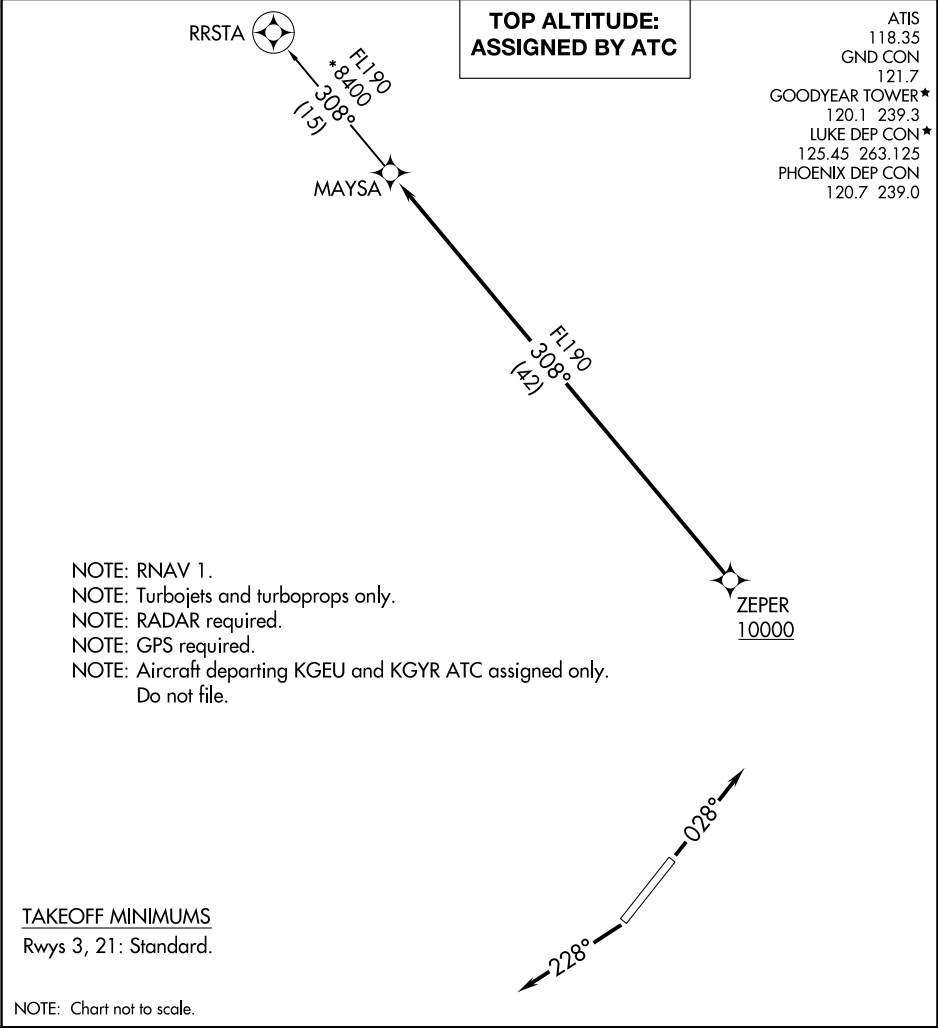 RRSTA
TOP ALTITUDE:
ASSIGNED BY ATC
ATIS
118.35
GND CON
121.7
GOODYEAR TOWER★
120.1 239.3
LUKE DEP CON★
125.45 263.125
PHOENIX DEP CON
120.7 239.0
FL190
*8400
308°
(15)
MAYSA
FL190
308°
(42)
ZEPER
10000
NOTE: RNAV 1.
NOTE: Turbojets and turboprops only.
NOTE: RADAR required.
NOTE: GPS required.
NOTE: Aircraft departing KGEU and KGYR ATC assigned only.
Do not file.
028°
228°
TAKEOFF MINIMUMS
Rwys 3, 21: Standard.
NOTE: Chart not to scale.